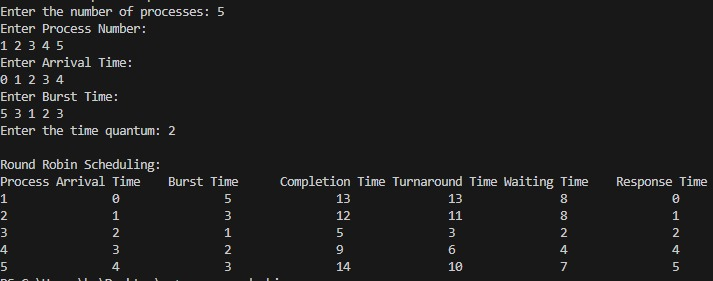 Enter the number of processes: 5
Enter Process Number:
1 2 3 4 5
Enter Arrival Time:
0 1 2 3 4
Enter Burst Time:
5 3 1 2 3
Enter the time quantum: 2
Round Robin Scheduling:
Process Arrival Time Burst Time Completion Time Turnaround Time Waiting Time Response Time
1 0 5 13 13 8 0
2 1 3 12 11 8 1
3 2 1 5 3 2 2
4 3 2 9 6 4 4
5 4 3 14 10 7 5